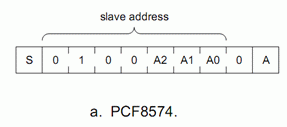 slave address
S 0 1 0 0 A2 A1 A0 0 A
a. PCF8574.